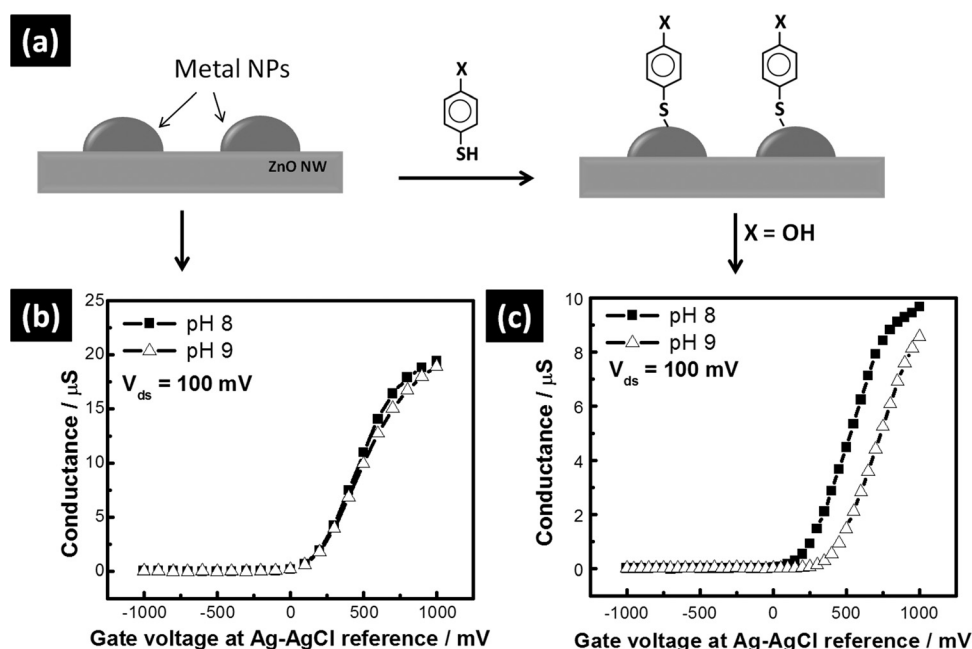 (a)
Metal NPs
ZnO NW
X
SH
X
S
X
S
X = OH
(b)
25
20
15
10
5
0
-1000
-500
0
500
1000
pH 8
pH 9
Vds = 100 mV
Conductance / μS
Gate voltage at Ag-AgCl reference / mV
(c)
10
8
6
4
2
0
-1000
-500
0
500
1000
pH 8
pH 9
Vds = 100 mV
Conductance / μS
Gate voltage at Ag-AgCl reference / mV